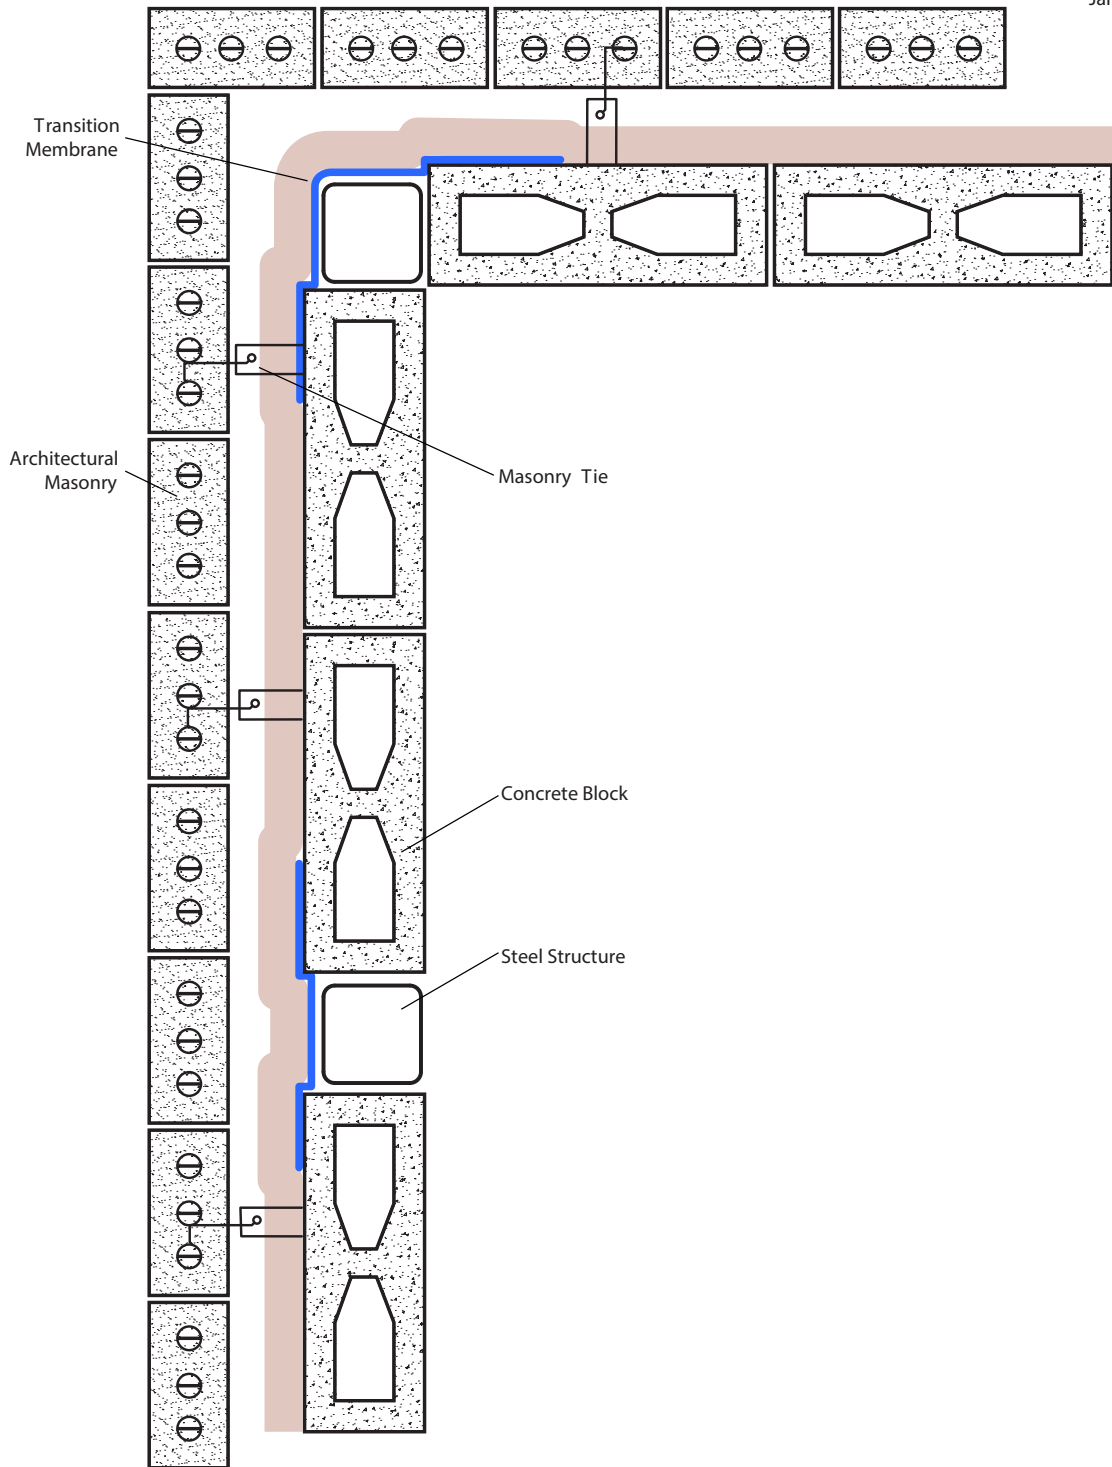 Transition
Membrane
Architectural
Masonry
Masonry Tie
Concrete Block
Steel Structure